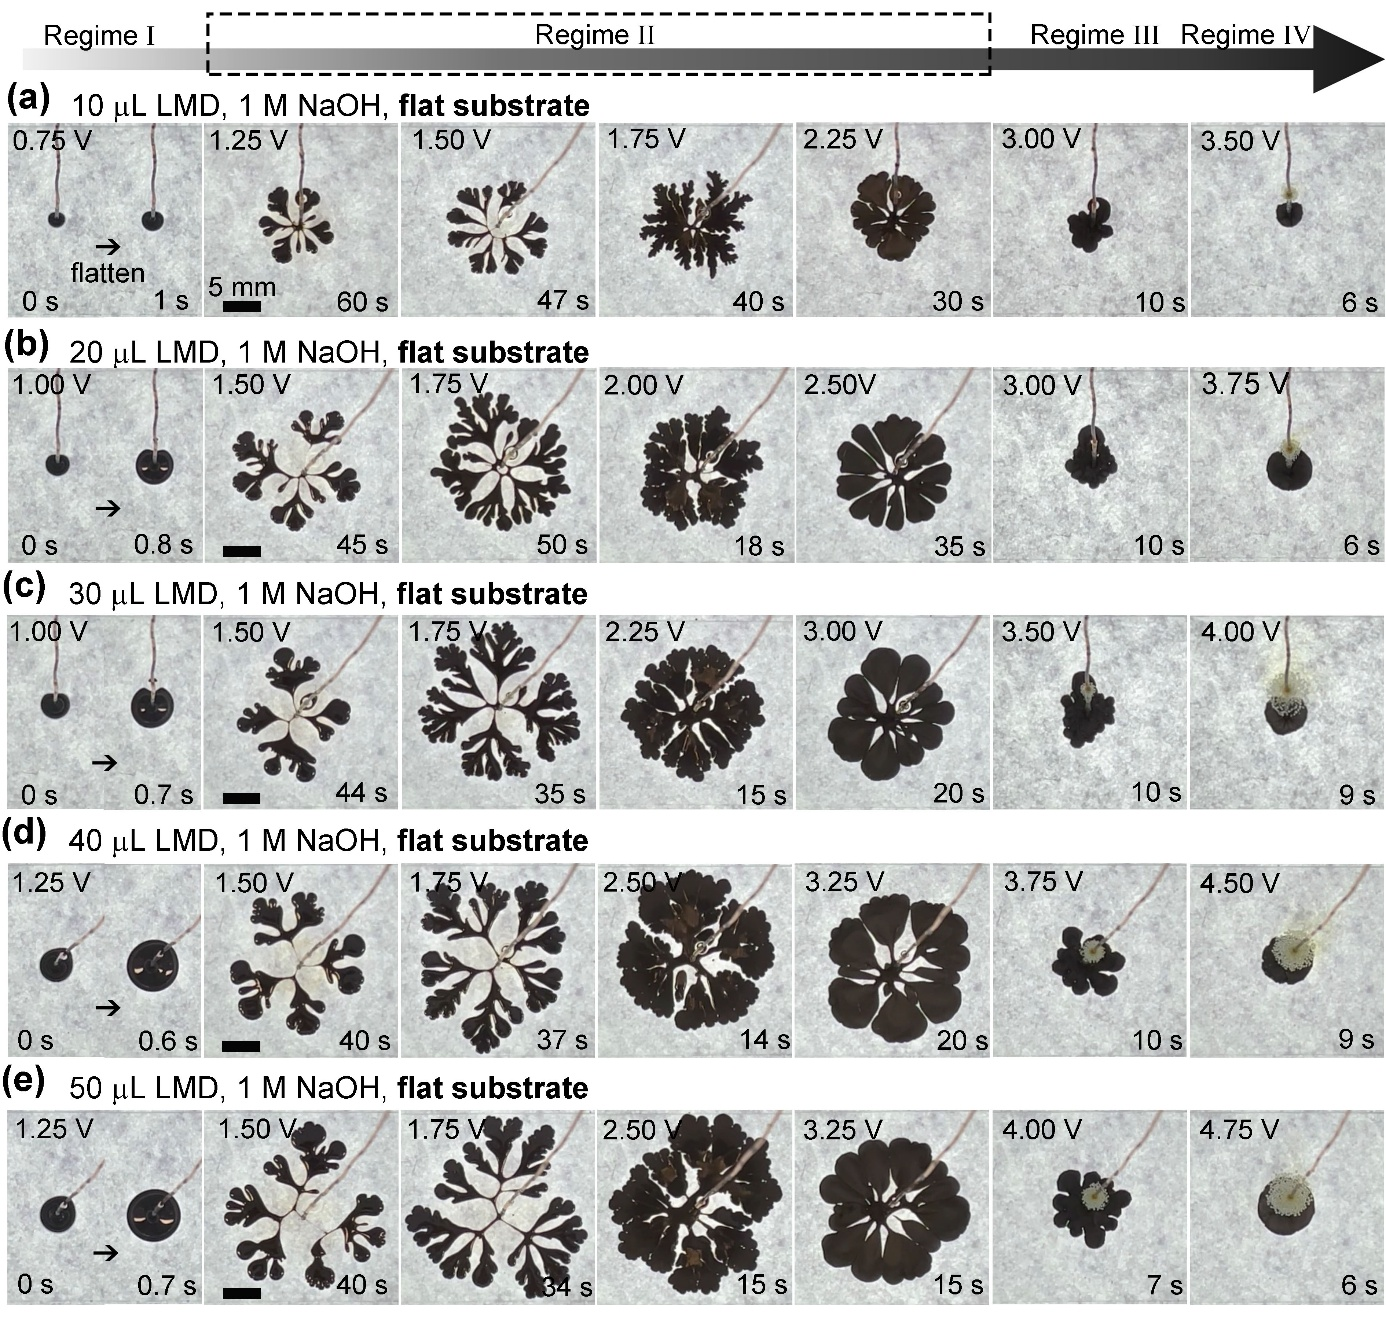 Regime I Regime II Regime III Regime IV
(a) 10 μL LMD, 1 M NaOH, flat substrate
0.75 V 1.25 V 1.50 V 1.75 V 2.25 V 3.00 V 3.50 V
➔
flatten
5 mm
0 s 1 s 60 s 47 s 40 s 30 s 10 s 6 s
(b) 20 μL LMD, 1 M NaOH, flat substrate
1.00 V 1.50 V 1.75 V 2.00 V 2.50V 3.00 V 3.75 V
➔
0 s 0.8 s 45 s 50 s 18 s 35 s 10 s 6 s
(c) 30 μL LMD, 1 M NaOH, flat substrate
1.00 V 1.50 V 1.75 V 2.25 V 3.00 V 3.50 V 4.00 V
➔
0 s 0.7 s 44 s 35 s 15 s 20 s 10 s 9 s
(d) 40 μL LMD, 1 M NaOH, flat substrate
1.25 V 1.50 V 1.75 V 2.50 V 3.25 V 3.75 V 4.50 V
➔
0 s 0.6 s 40 s 37 s 14 s 20 s 10 s 9 s
(e) 50 μL LMD, 1 M NaOH, flat substrate
1.25 V 1.50 V 1.75 V 2.50 V 3.25 V 4.00 V 4.75 V
➔
0 s 0.7 s 40 s 34 s 15 s 15 s 7 s 6 s